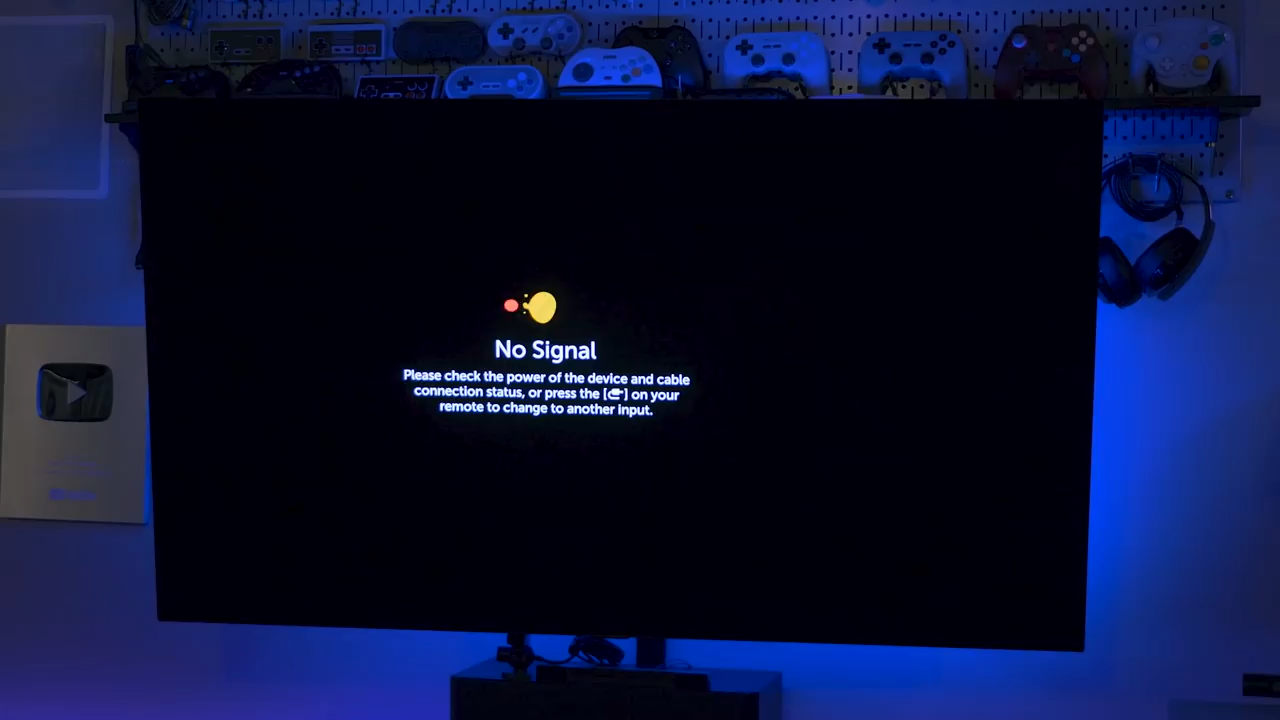 No Signal
Please check the power of the device and cable
connection status, or press the [⮐] on your
remote to change to another input.